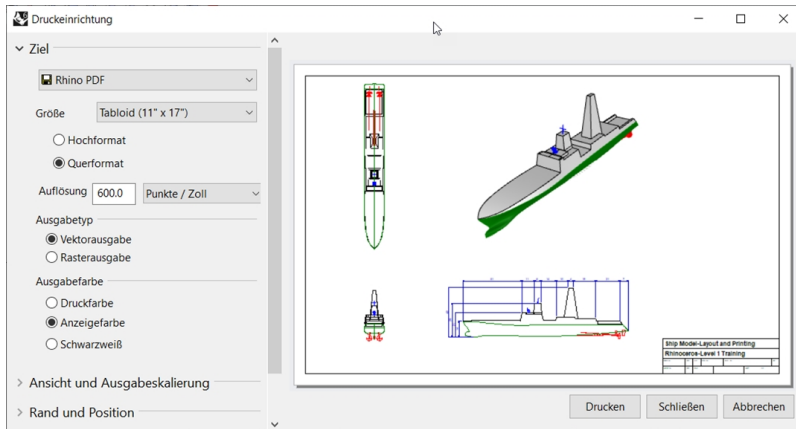 Druckeinrichtung
Ziel
Rhino PDF
Größe Tabloid (11" x 17")
Hochformat
Querformat
Auflösung 600.0 Punkte / Zoll
Ausgabetyp
Vektorausgabe
Rasterausgabe
Ausgabefarbe
Druckfarbe
Anzeigefarbe
Schwarzweiß
Ansicht und Ausgabeskalierung
Rand und Position
Ship Model-Layout and Printing
Rhinoceros-Level 1 Training
Drucken Schließen Abbrechen